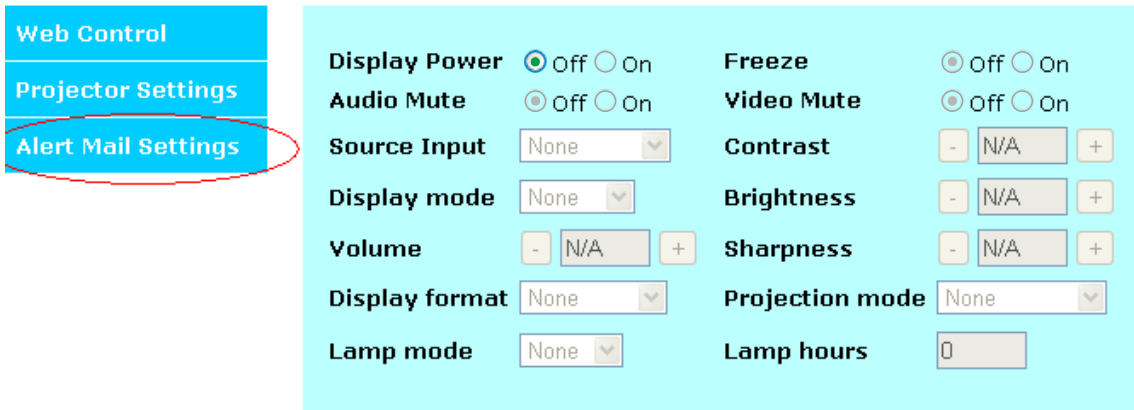 Web Control
Projector Settings
Alert Mail Settings
Display Power Off On Freeze Off On
Audio Mute Off On Video Mute Off On
Source Input None Contrast - N/A +
Display mode None Brightness - N/A +
Volume - N/A + Sharpness - N/A +
Display format None Projection mode None
Lamp mode None Lamp hours 0